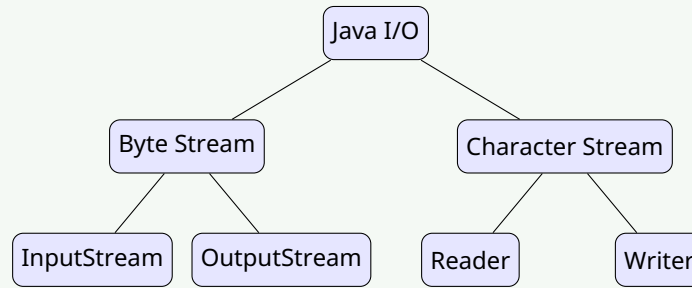 Java I/O
Byte Stream
Character Stream
InputStream
OutputStream
Reader
Writer